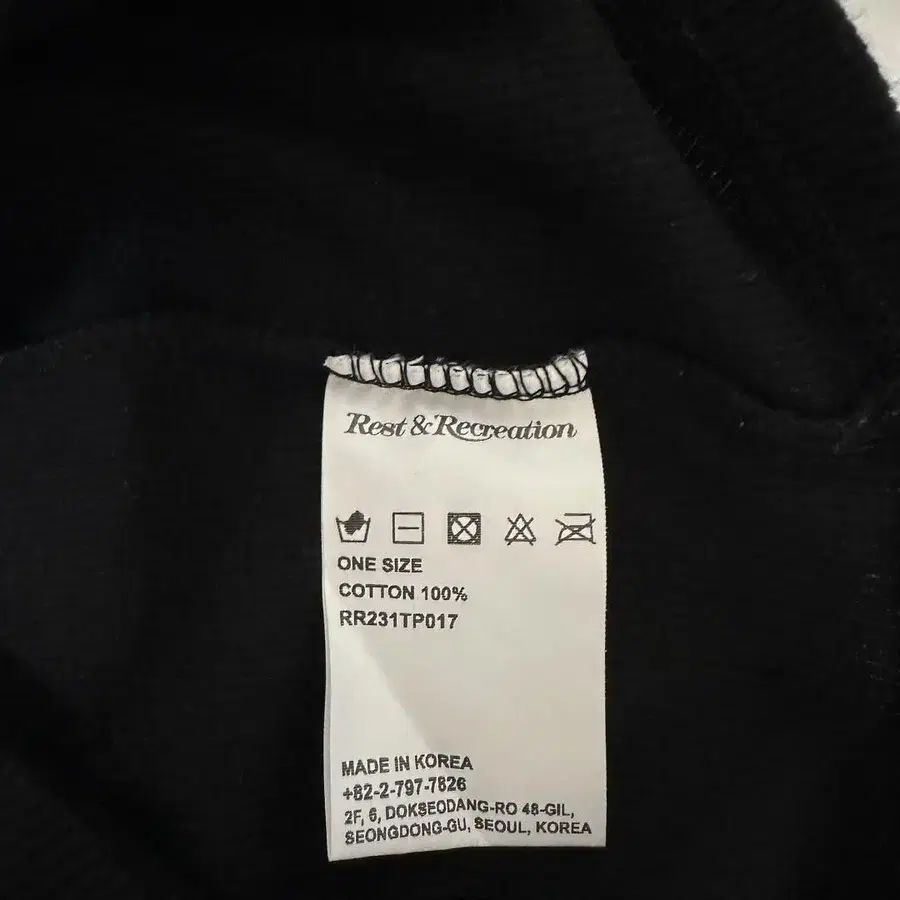 Rest & Recreation
ONE SIZE
COTTON 100%
RR231TP017
MADE IN KOREA
+82-2-797-7826
2F, 6, DOKSEODANG-RO 48-GIL,
SEONGDONG-GU, SEOUL, KOREA